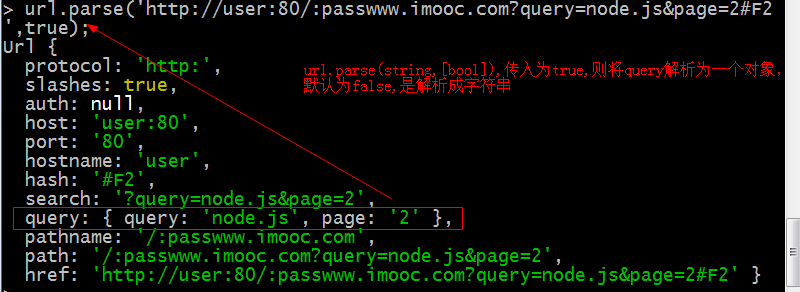 > url.parse('http://user:80/:passwww.imooc.com?query=node.js&page=2#F2
',true);
Url {
protocol: 'http:',
url.parse(string,[bool]),传入为true,则将query解析为一个对象,
slashes: true,
默认为false,是解析成字符串
auth: null,
host: 'user:80',
port: '80',
hostname: 'user',
hash: '#F2',
search: '?query=node.js&page=2',
query: { query: 'node.js', page: '2' },
pathname: '/:passwww.imooc.com',
path: '/:passwww.imooc.com?query=node.js&page=2',
href: 'http://user:80/:passwww.imooc.com?query=node.js&page=2#F2' }